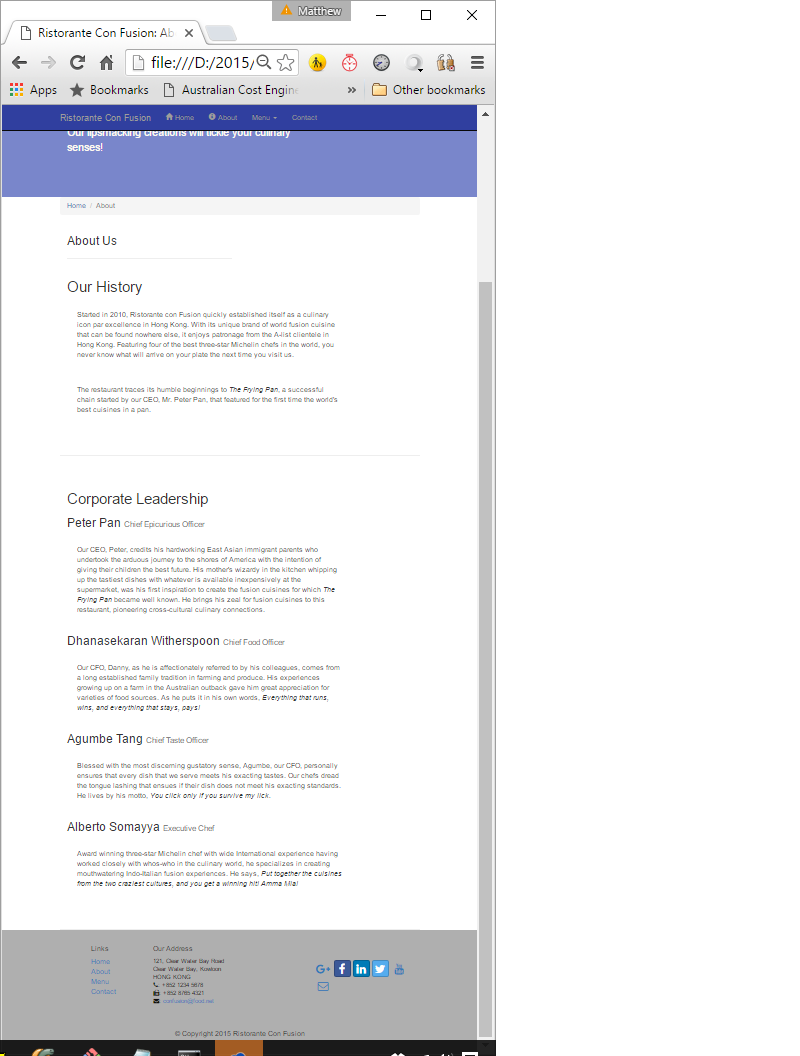 Matthew
Ristorante Con Fusion: Ab
file:///D:/2015/
Apps Bookmarks Australian Cost Engine » Other bookmarks
Ristorante Con Fusion Home About Menu Contact
Our lipsmacking creations will tickle your culinary
senses!
Home / About
About Us
Our History
Started in 2010, Ristorante con Fusion quickly established itself as a culinary
icon par excellence in Hong Kong. With its unique brand of world fusion cuisine
that can be found nowhere else, it enjoys patronage from the A-list clientele in
Hong Kong. Featuring four of the best three-star Michelin chefs in the world, you
never know what will arrive on your plate the next time you visit us.
The restaurant traces its humble beginnings to The Frying Pan, a successful
chain started by our CEO, Mr. Peter Pan, that featured for the first time the world's
best cuisines in a pan.
Corporate Leadership
Peter Pan Chief Epicurious Officer
Our CEO, Peter, credits his hardworking East Asian immigrant parents who
undertook the arduous journey to the shores of America with the intention of
giving their children the best future. His mother's wizardy in the kitchen whipping
up the tastiest dishes with whatever is available inexpensively at the
supermarket, was his first inspiration to create the fusion cuisines for which The
Frying Pan became well known. He brings his zeal for fusion cuisines to this
restaurant, pioneering cross-cultural culinary connections.
Dhanasekaran Witherspoon Chief Food Officer
Our CFO, Danny, as he is affectionately referred to by his colleagues, comes from
a long established family tradition in farming and produce. His experiences
growing up on a farm in the Australian outback gave him great appreciation for
varieties of food sources. As he puts it in his own words, Everything that runs,
wins, and everything that stays, pays!
Agumbe Tang Chief Taste Officer
Blessed with the most discerning gustatory sense, Agumbe, our CFO, personally
ensures that every dish that we serve meets his exacting tastes. Our chefs dread
the tongue lashing that ensues if their dish does not meet his exacting standards.
He lives by his motto, You click only if you survive my lick.
Alberto Somayya Executive Chef
Award winning three-star Michelin chef with wide International experience having
worked closely with whos-who in the culinary world, he specializes in creating
mouthwatering Indo-Italian fusion experiences. He says, Put together the cuisines
from the two craziest cultures, and you get a winning hit! Amma Mia!
Links
Home
About
Menu
Contact
Our Address
121, Clear Water Bay Road
Clear Water Bay, Kowloon
HONG KONG
+852 1234 5678
+852 8765 4321
confusion@food.net
© Copyright 2015 Ristorante Con Fusion